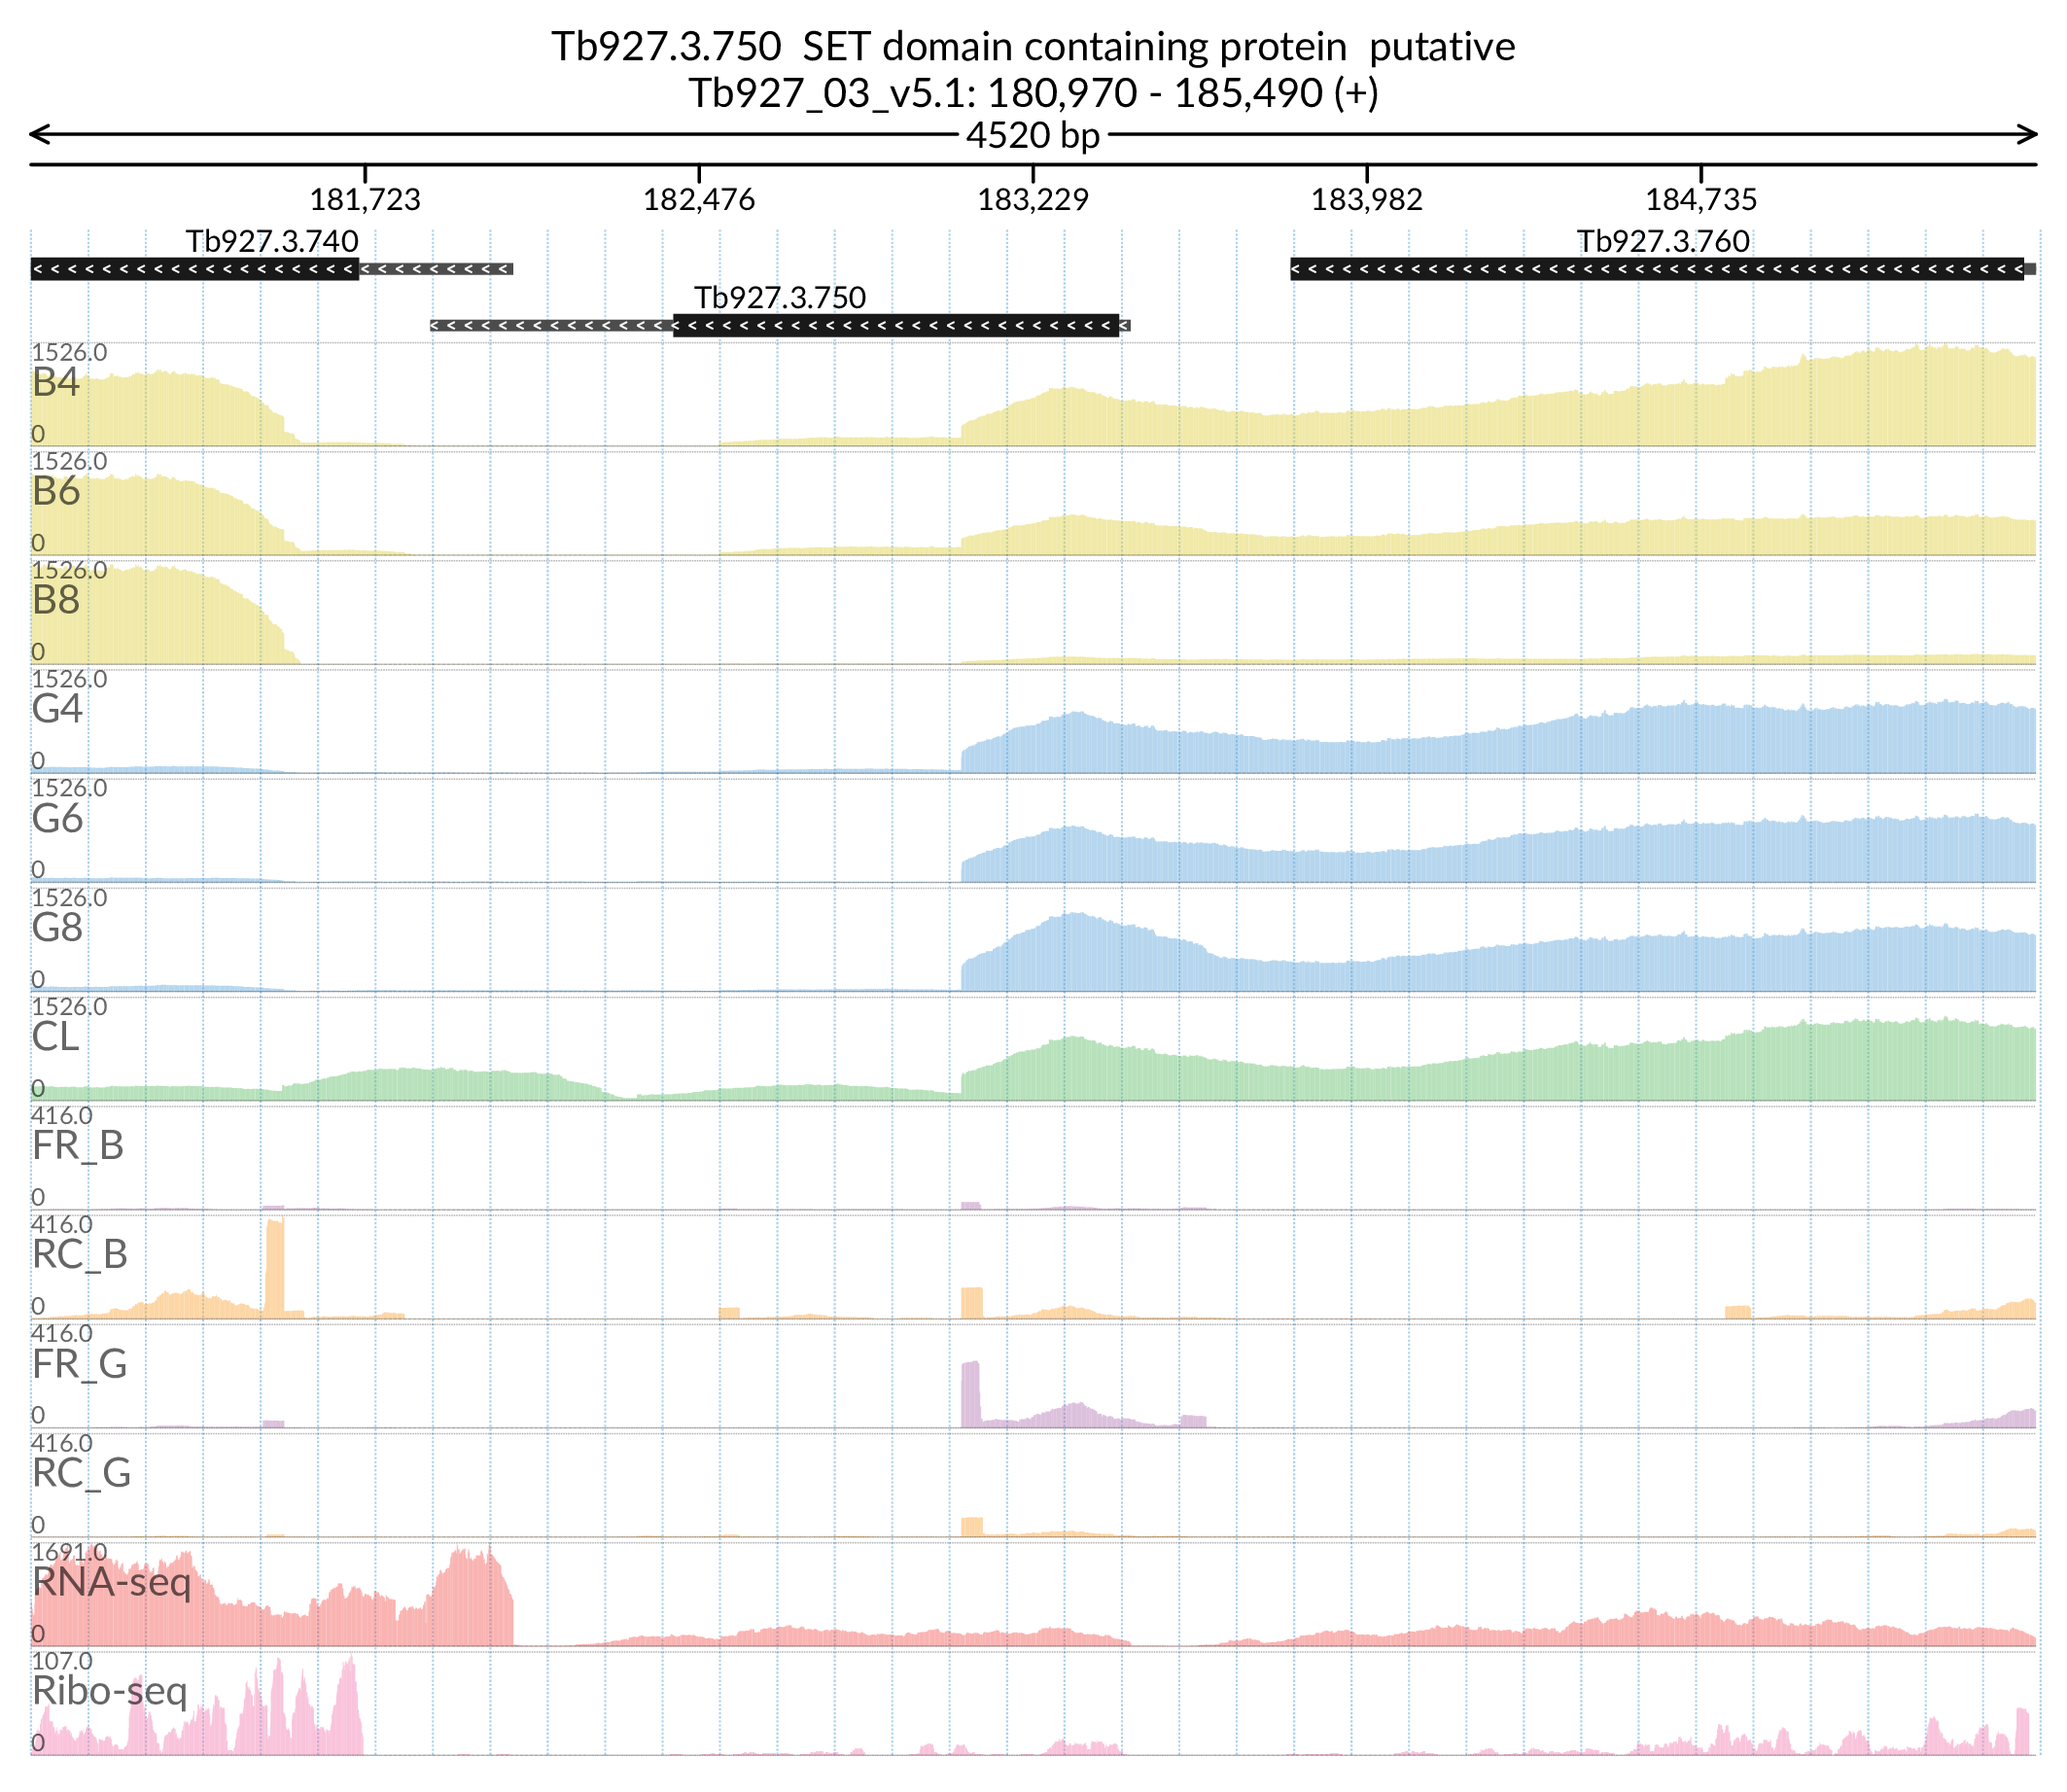 Tb927.3.750  SET domain containing protein  putative
Tb927_03_v5.1: 180,970 - 185,490 (+)
4520 bp
181,723 182,476 183,229 183,982 184,735
Tb927.3.740 Tb927.3.760
Tb927.3.750
1526.0
B4
0
1526.0
B6
0
1526.0
B8
0
1526.0
G4
0
1526.0
G6
0
1526.0
G8
0
1526.0
CL
0
416.0
FR_B
0
416.0
RC_B
0
416.0
FR_G
0
416.0
RC_G
0
1691.0
RNA-seq
0
107.0
Ribo-seq
0